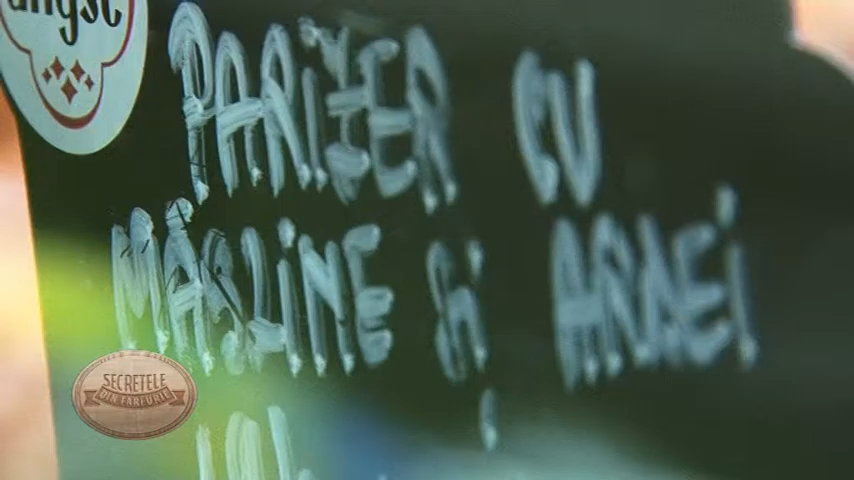 angst
PARIZER CU
MĂSLINE și ARDEI
SECRETELE
DIN FARFURIE